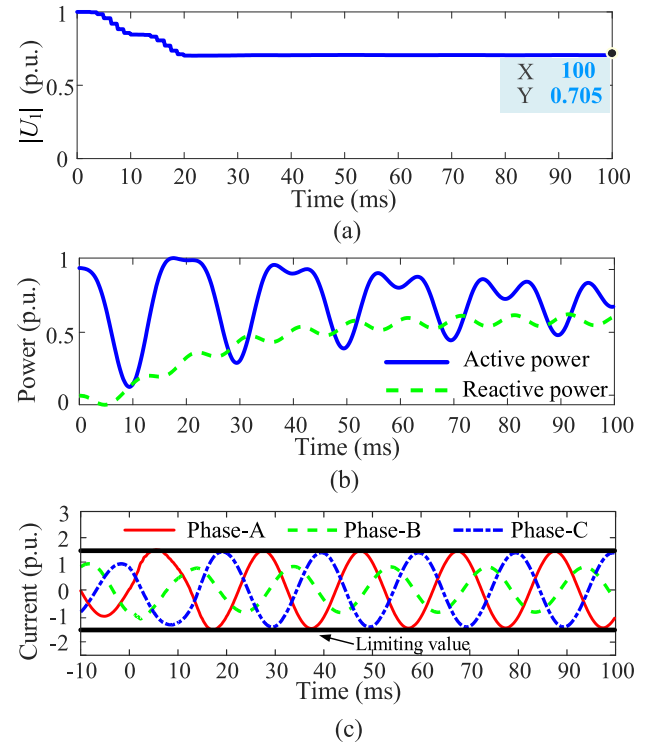 1
0.5
0
|U1| (p.u.)
X 100
Y 0.705
0 10 20 30 40 50 60 70 80 90 100
Time (ms)
(a)
1
0.5
0
Power (p.u.)
Active power
Reactive power
0 10 20 30 40 50 60 70 80 90 100
Time (ms)
(b)
3
2
1
0
-1
-2
Current (p.u.)
Phase-A Phase-B Phase-C
Limiting value
-10 0 10 20 30 40 50 60 70 80 90 100
Time (ms)
(c)